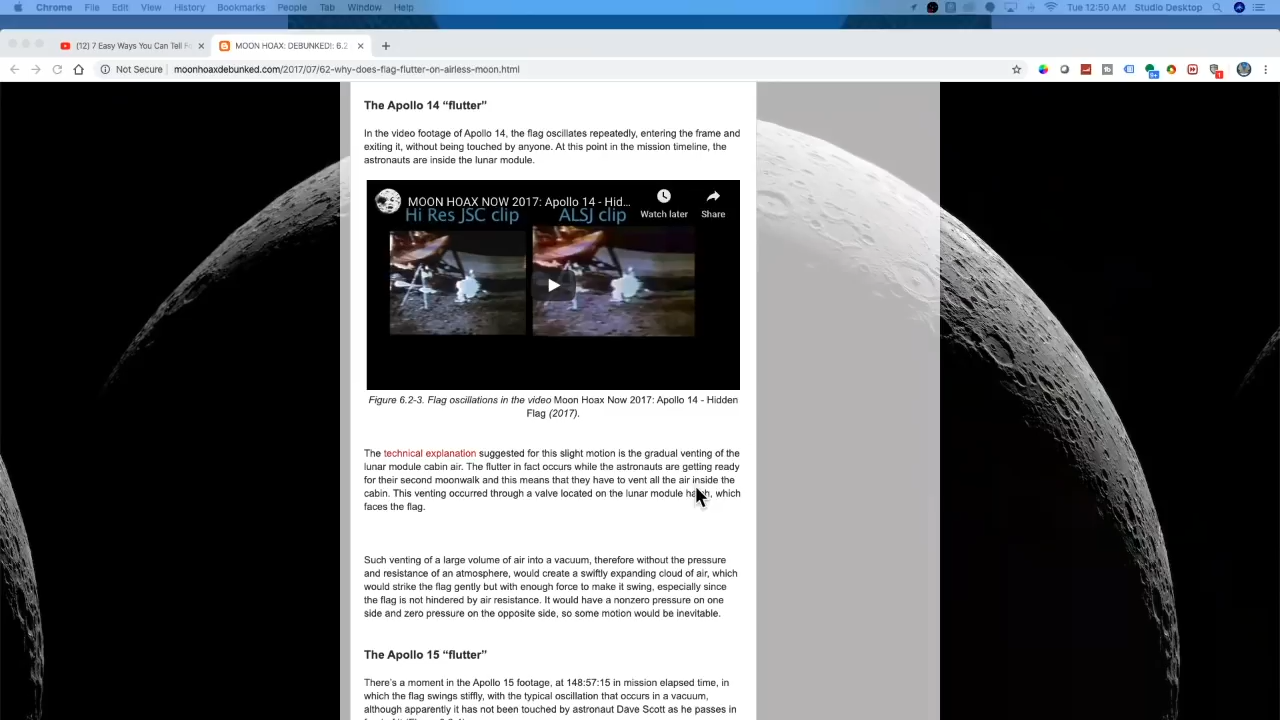 Chrome File Edit View History Bookmarks People Tab Window Help Tue 12:50 AM Studio Desktop
(12) 7 Easy Ways You Can Tell Fo MOON HOAX: DEBUNKED!: 6.2
Not Secure moonhoaxdebunked.com/2017/07/62-why-does-flag-flutter-on-airless-moon.html
The Apollo 14 “flutter”
In the video footage of Apollo 14, the flag oscillates repeatedly, entering the frame and
exiting it, without being touched by anyone. At this point in the mission timeline, the
astronauts are inside the lunar module.
MOON HOAX NOW 2017: Apollo 14 - Hid...
Watch later Share
Hi Res JSC clip ALSJ clip
Figure 6.2-3. Flag oscillations in the video Moon Hoax Now 2017: Apollo 14 - Hidden
Flag (2017).
The technical explanation suggested for this slight motion is the gradual venting of the
lunar module cabin air. The flutter in fact occurs while the astronauts are getting ready
for their second moonwalk and this means that they have to vent all the air inside the
cabin. This venting occurred through a valve located on the lunar module hatch, which
faces the flag.
Such venting of a large volume of air into a vacuum, therefore without the pressure
and resistance of an atmosphere, would create a swiftly expanding cloud of air, which
would strike the flag gently but with enough force to make it swing, especially since
the flag is not hindered by air resistance. It would have a nonzero pressure on one
side and zero pressure on the opposite side, so some motion would be inevitable.
The Apollo 15 “flutter”
There's a moment in the Apollo 15 footage, at 148:57:15 in mission elapsed time, in
which the flag swings stiffly, with the typical oscillation that occurs in a vacuum,
although apparently it has not been touched by astronaut Dave Scott as he passes in